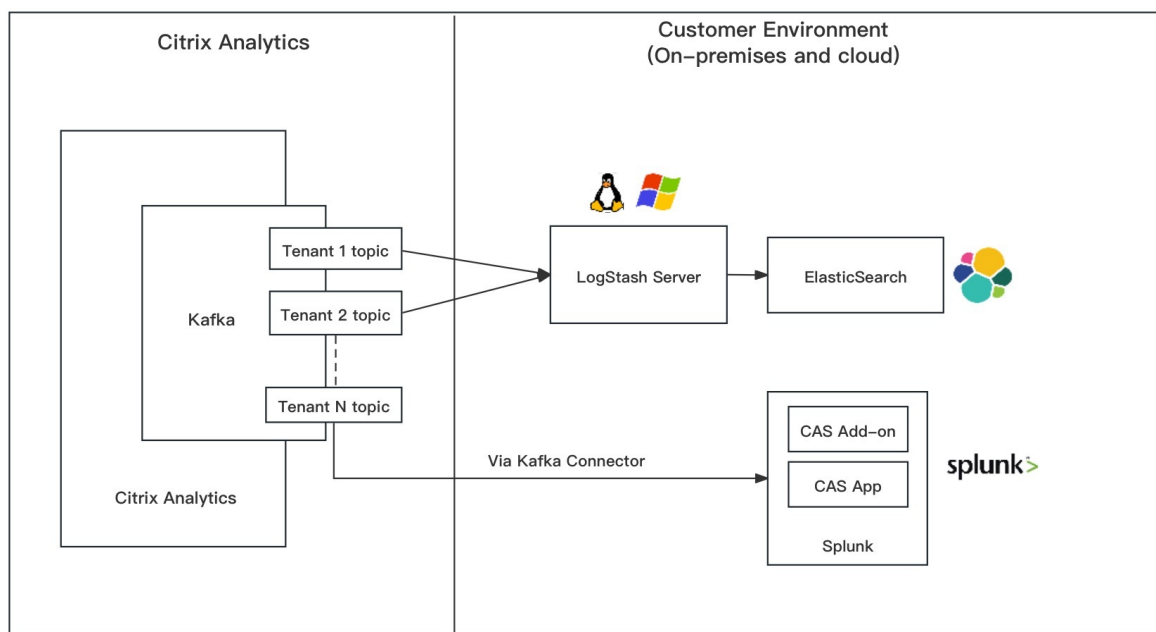 Citrix Analytics
Customer Environment
(On-premises and cloud)
Tenant 1 topic
LogStash Server
ElasticSearch
Kafka
Tenant 2 topic
Tenant N topic
CAS Add-on
Via Kafka Connector
splunk>
CAS App
Citrix Analytics
Splunk